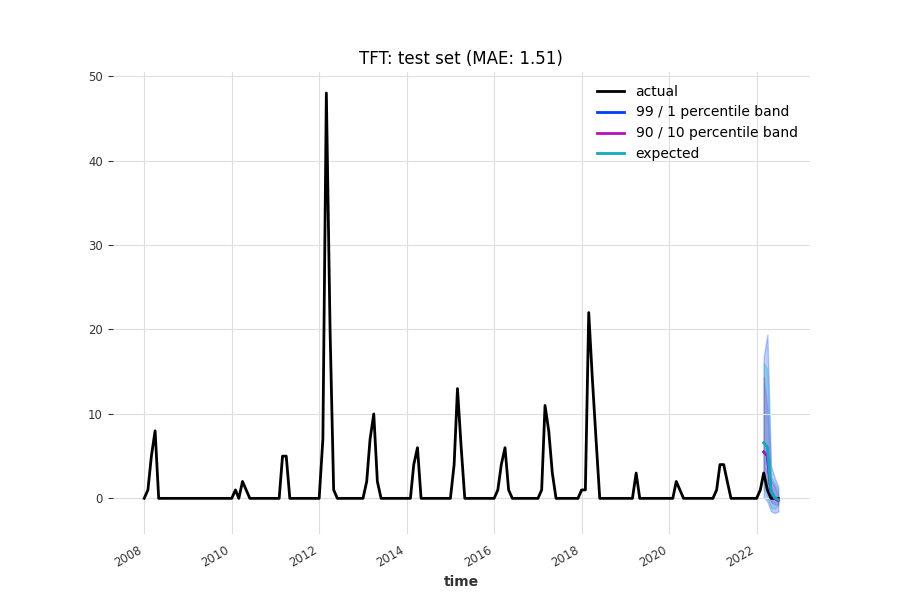 TFT: test set (MAE: 1.51)
actual
99 / 1 percentile band
90 / 10 percentile band
expected
50
40
30
20
10
0
2008
2010
2012
2014
2016
2018
2020
2022
time